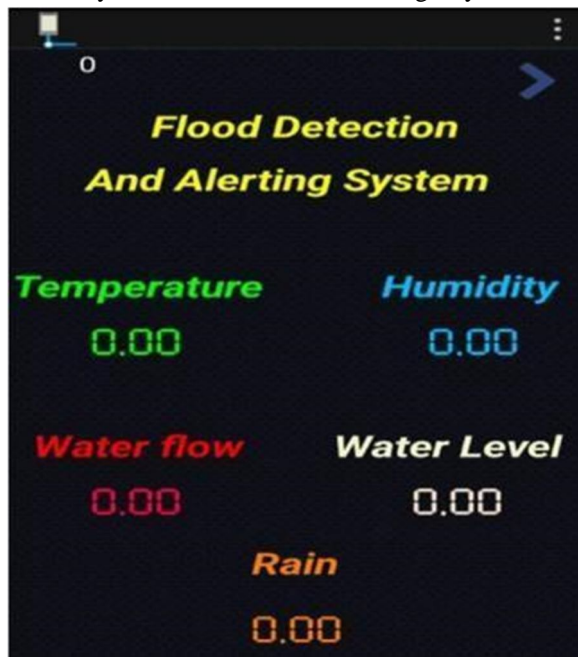 0
Flood Detection
And Alerting System
Temperature
Humidity
0.00
0.00
Water flow
Water Level
0.00
0.00
Rain
0.00